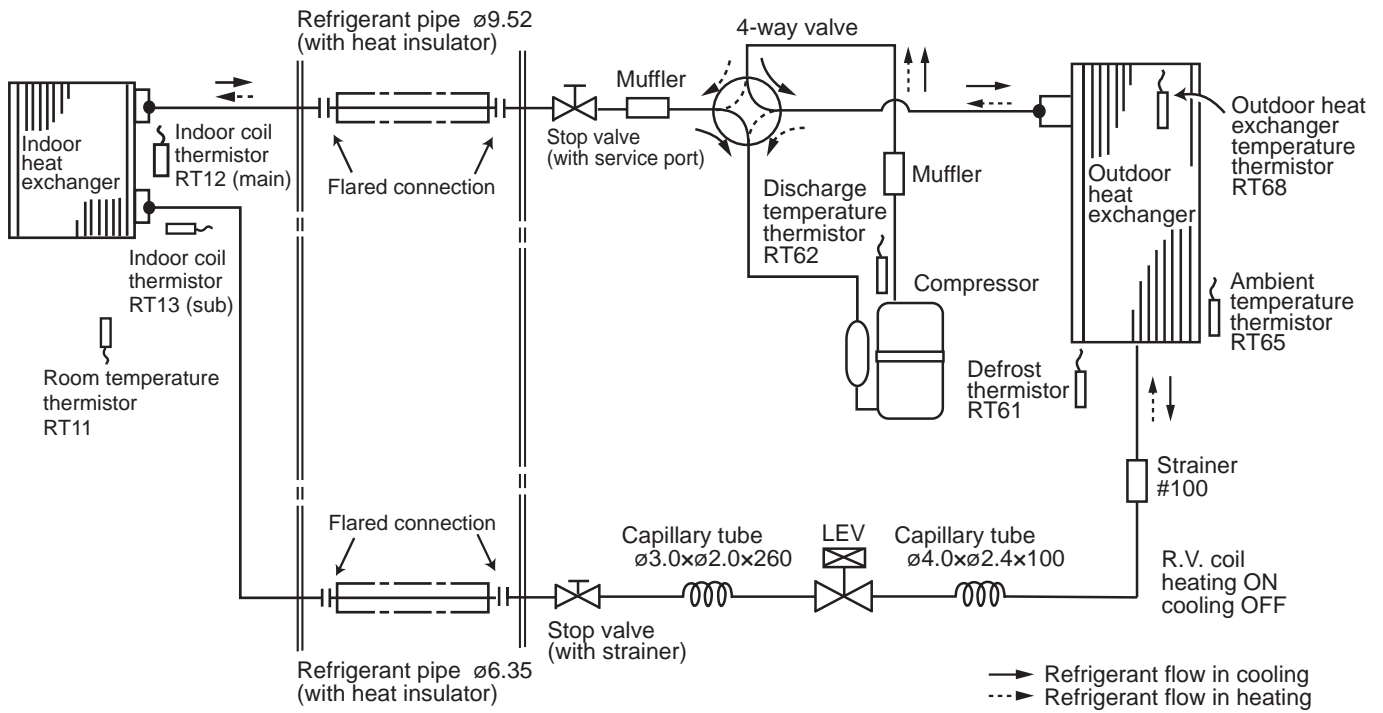 Refrigerant pipe ø9.52
(with heat insulator)
4-way valve
Muffler
Stop valve
(with service port)
Indoor
heat
exchanger
Indoor coil
thermistor
RT12 (main)
Flared connection
Indoor coil
thermistor
RT13 (sub)
Room temperature
thermistor
RT11
Discharge
temperature
thermistor
RT62
Muffler
Compressor
Outdoor
heat
exchanger
Outdoor heat
exchanger
temperature
thermistor
RT68
Ambient
temperature
thermistor
RT65
Defrost
thermistor
RT61
Strainer
#100
Flared connection
Capillary tube
ø3.0×ø2.0×260
LEV
Capillary tube
ø4.0×ø2.4×100
R.V. coil
heating ON
cooling OFF
Stop valve
(with strainer)
Refrigerant pipe ø6.35
(with heat insulator)
Refrigerant flow in cooling
Refrigerant flow in heating